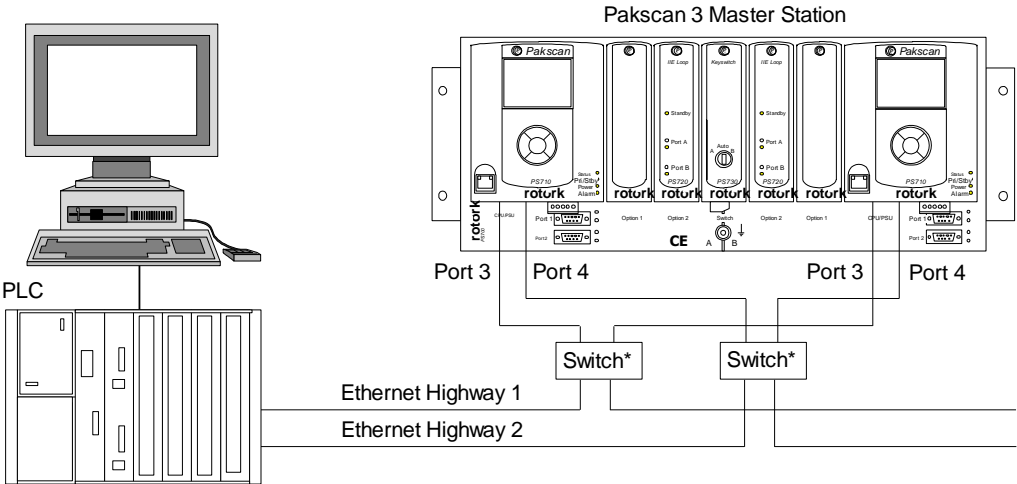 Pakscan 3 Master Station
Pakscan
IIE Loop
Keyswitch
IIE Loop
Pakscan
Standby
Standby
Port A
Auto
A B
Port A
Port B
Port B
PS710
PS720
PS730
PS720
PS710
Status
Pri/Stby
Power
Alarm
Status
Pri/Stby
Power
Alarm
rotork
rotork
rotork
rotork
rotork
rotork
rotork
rotork
CPU/PSU
Port 1
Port2
Option 1
Option 2
Switch
Option 2
Option 1
CPU/PSU
Port 1
Port 2
CE
A B
Port 3
Port 4
Port 3
Port 4
PLC
Switch*
Switch*
Ethernet Highway 1
Ethernet Highway 2